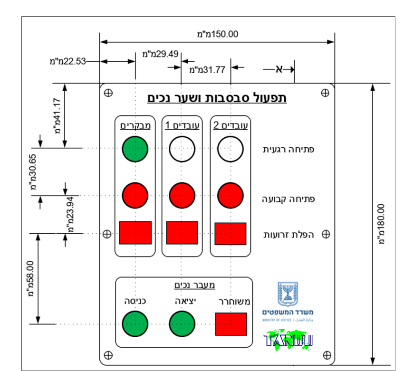 150.00מ"מ
29.49מ"מ
22.53מ"מ
31.77מ"מ
א
41.17מ"מ
30.65מ"מ
23.94מ"מ
58.00מ"מ
180.00מ"מ
תפעול סבסבות ושער נכים
עובדים 2
עובדים 1
מבקרים
פתיחה רגעית
פתיחה קבועה
הפלת זרועות
מעבר נכים
משוחרר
יציאה
כניסה
משרד המשפטים